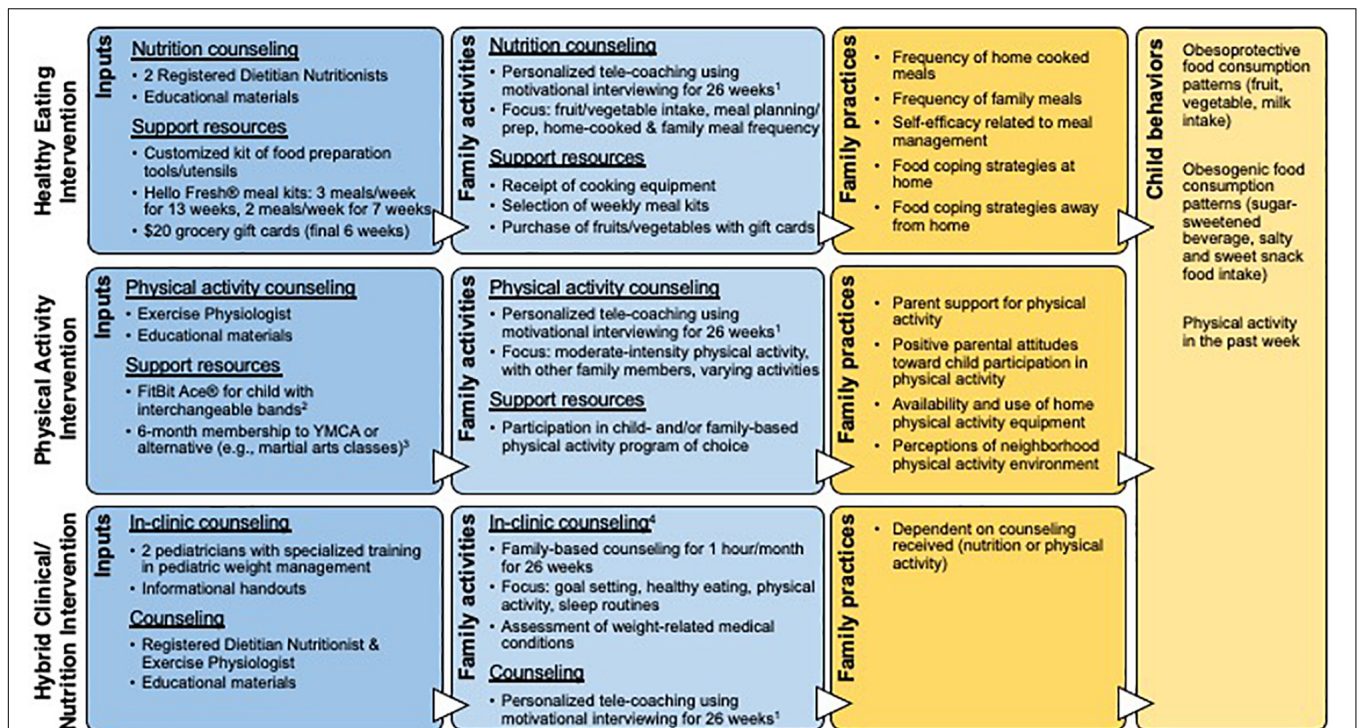 Healthy Eating
Intervention
Inputs
Nutrition counseling
• 2 Registered Dietitian Nutritionists
• Educational materials
Support resources
• Customized kit of food preparation
tools/utensils
• Hello Fresh® meal kits: 3 meals/week
for 13 weeks, 2 meals/week for 7 weeks
• $20 grocery gift cards (final 6 weeks)
Family activities
Nutrition counseling
• Personalized tele-coaching using
motivational interviewing for 26 weeks¹
• Focus: fruit/vegetable intake, meal planning/
prep, home-cooked & family meal frequency
Support resources
• Receipt of cooking equipment
• Selection of weekly meal kits
• Purchase of fruits/vegetables with gift cards
Family practices
• Frequency of home cooked
meals
• Frequency of family meals
• Self-efficacy related to meal
management
• Food coping strategies at
home
• Food coping strategies away
from home
Child behaviors
Obesoprotective
food consumption
patterns (fruit,
vegetable, milk
intake)
Obesogenic food
consumption
patterns (sugar-
sweetened
beverage, salty
and sweet snack
food intake)
Physical activity
in the past week
Physical Activity
Intervention
Inputs
Physical activity counseling
• Exercise Physiologist
• Educational materials
Support resources
• FitBit Ace® for child with
interchangeable bands²
• 6-month membership to YMCA or
alternative (e.g., martial arts classes)³
Family activities
Physical activity counseling
• Personalized tele-coaching using
motivational interviewing for 26 weeks¹
• Focus: moderate-intensity physical activity,
with other family members, varying activities
Support resources
• Participation in child- and/or family-based
physical activity program of choice
Family practices
• Parent support for physical
activity
• Positive parental attitudes
toward child participation in
physical activity
• Availability and use of home
physical activity equipment
• Perceptions of neighborhood
physical activity environment
Hybrid Clinical/
Nutrition Intervention
Inputs
In-clinic counseling
• 2 pediatricians with specialized training
in pediatric weight management
• Informational handouts
Counseling
• Registered Dietitian Nutritionist &
Exercise Physiologist
• Educational materials
Family activities
In-clinic counseling⁴
• Family-based counseling for 1 hour/month
for 26 weeks
• Focus: goal setting, healthy eating, physical
activity, sleep routines
• Assessment of weight-related medical
conditions
Counseling
• Personalized tele-coaching using
motivational interviewing for 26 weeks¹
Family practices
• Dependent on counseling
received (nutrition or physical
activity)